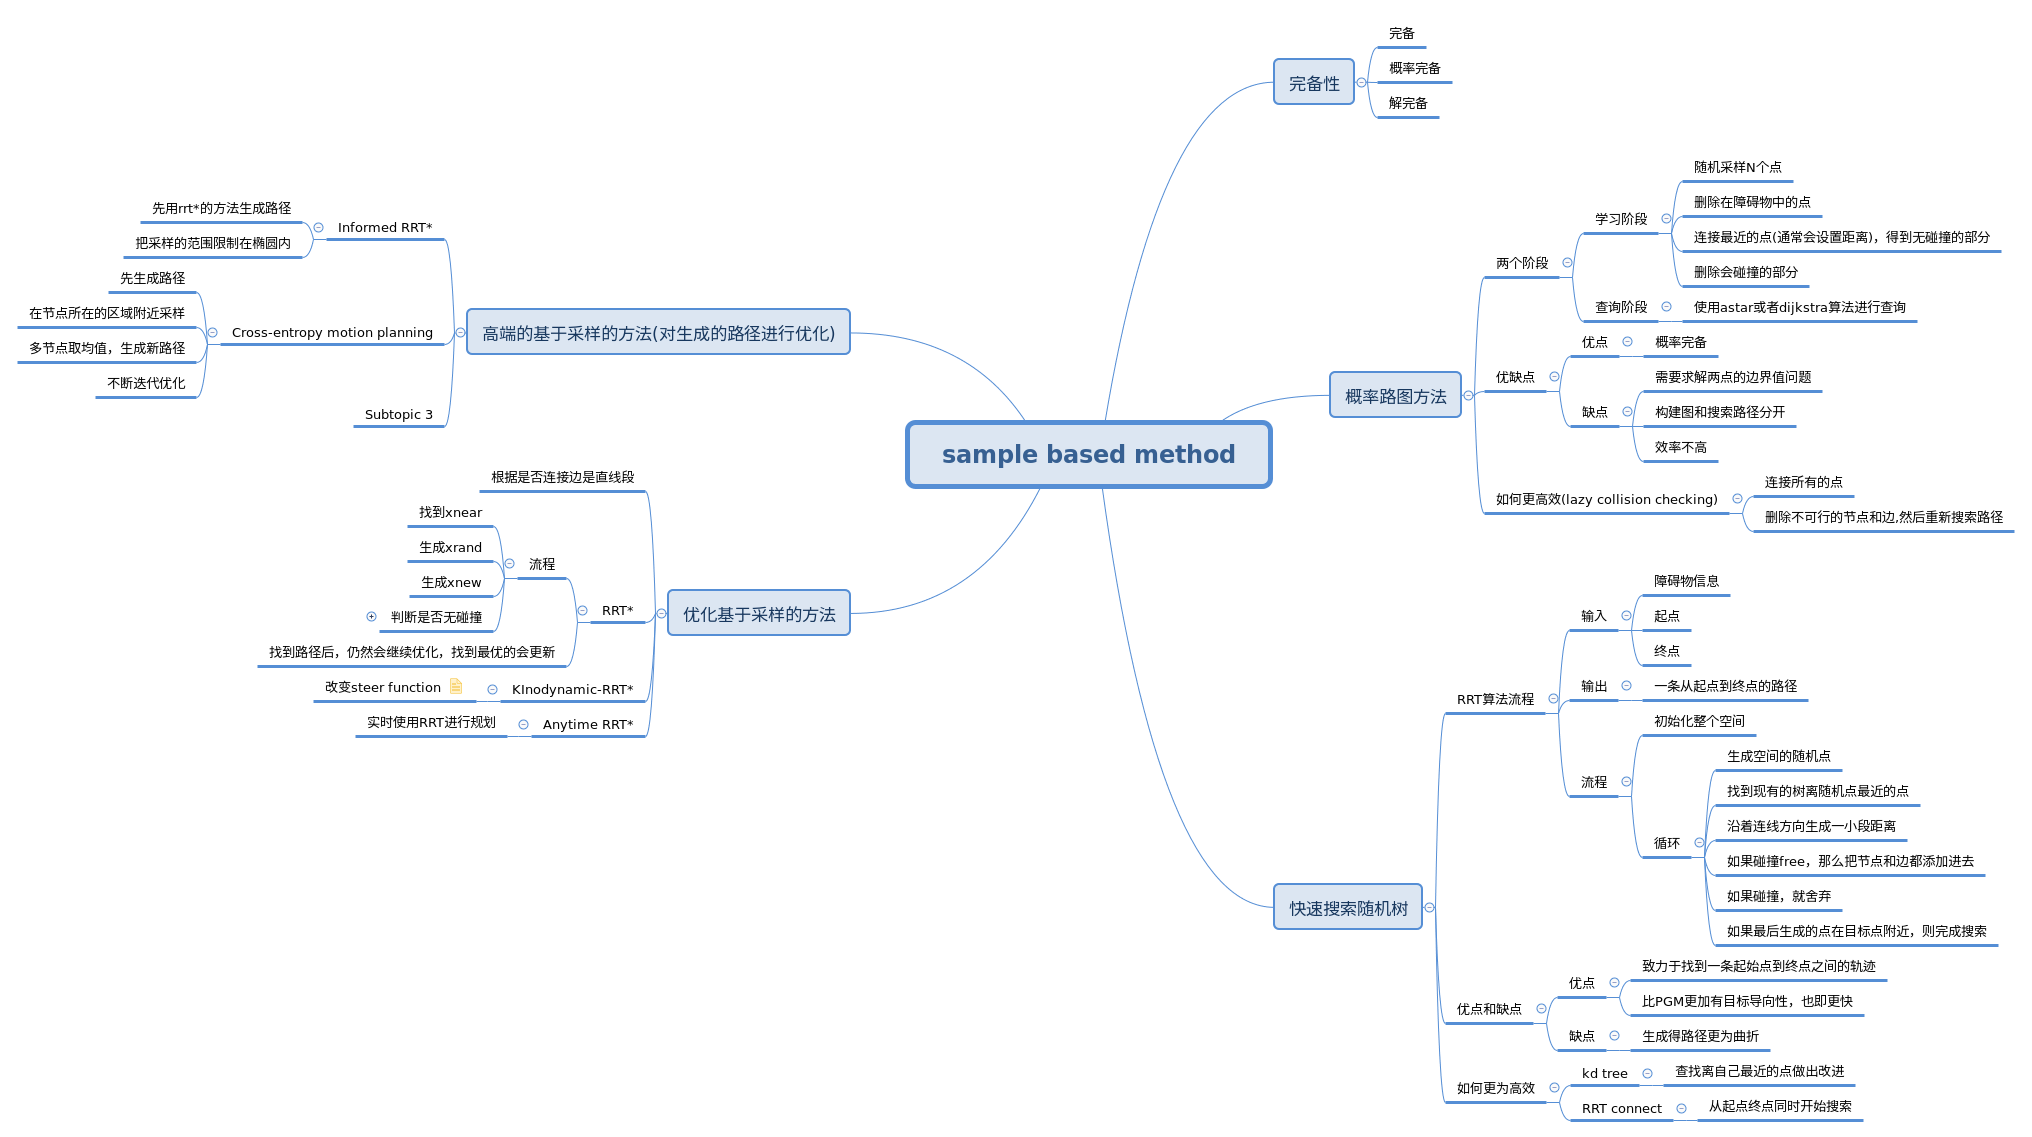 sample based method
完备性
完备
概率完备
解完备
概率路图方法
两个阶段
学习阶段
随机采样N个点
删除在障碍物中的点
连接最近的点(通常会设置距离)，得到无碰撞的部分
删除会碰撞的部分
查询阶段
使用astar或者dijkstra算法进行查询
优缺点
优点
概率完备
缺点
需要求解两点的边界值问题
构建图和搜索路径分开
效率不高
如何更高效(lazy collision checking)
连接所有的点
删除不可行的节点和边,然后重新搜索路径
快速搜索随机树
RRT算法流程
输入
障碍物信息
起点
终点
输出
一条从起点到终点的路径
流程
初始化整个空间
循环
生成空间的随机点
找到现有的树离随机点最近的点
沿着连线方向生成一小段距离
如果碰撞free，那么把节点和边都添加进去
如果碰撞，就舍弃
如果最后生成的点在目标点附近，则完成搜索
优点和缺点
优点
致力于找到一条起始点到终点之间的轨迹
比PGM更加有目标导向性，也即更快
缺点
生成得路径更为曲折
如何更为高效
kd tree
查找离自己最近的点做出改进
RRT connect
从起点终点同时开始搜索
高端的基于采样的方法(对生成的路径进行优化)
Informed RRT*
先用rrt*的方法生成路径
把采样的范围限制在椭圆内
Cross-entropy motion planning
先生成路径
在节点所在的区域附近采样
多节点取均值，生成新路径
不断迭代优化
Subtopic 3
优化基于采样的方法
根据是否连接边是直线段
RRT*
流程
找到xnear
生成xrand
生成xnew
判断是否无碰撞
找到路径后，仍然会继续优化，找到最优的会更新
KInodynamic-RRT*
改变steer function
Anytime RRT*
实时使用RRT进行规划